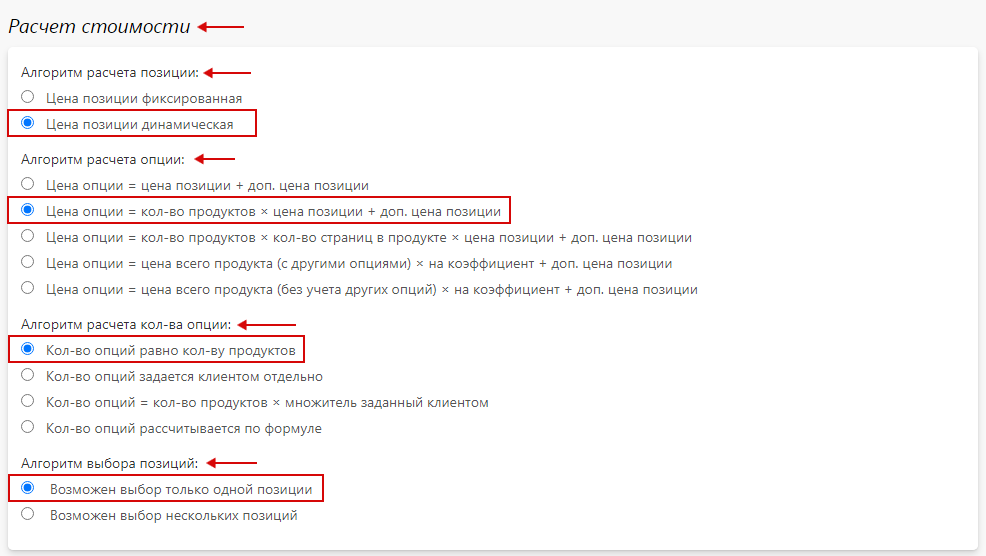 Расчет стоимости
Алгоритм расчета позиции:
Цена позиции фиксированная
Цена позиции динамическая
Алгоритм расчета опции:
Цена опции = цена позиции + доп. цена позиции
Цена опции = кол-во продуктов × цена позиции + доп. цена позиции
Цена опции = кол-во продуктов × кол-во страниц в продукте × цена позиции + доп. цена позиции
Цена опции = цена всего продукта (с другими опциями) × на коэффициент + доп. цена позиции
Цена опции = цена всего продукта (без учета других опций) × на коэффициент + доп. цена позиции
Алгоритм расчета кол-ва опции:
Кол-во опций равно кол-ву продуктов
Кол-во опций задается клиентом отдельно
Кол-во опций = кол-во продуктов × множитель заданный клиентом
Кол-во опций рассчитывается по формуле
Алгоритм выбора позиций:
Возможен выбор только одной позиции
Возможен выбор нескольких позиций